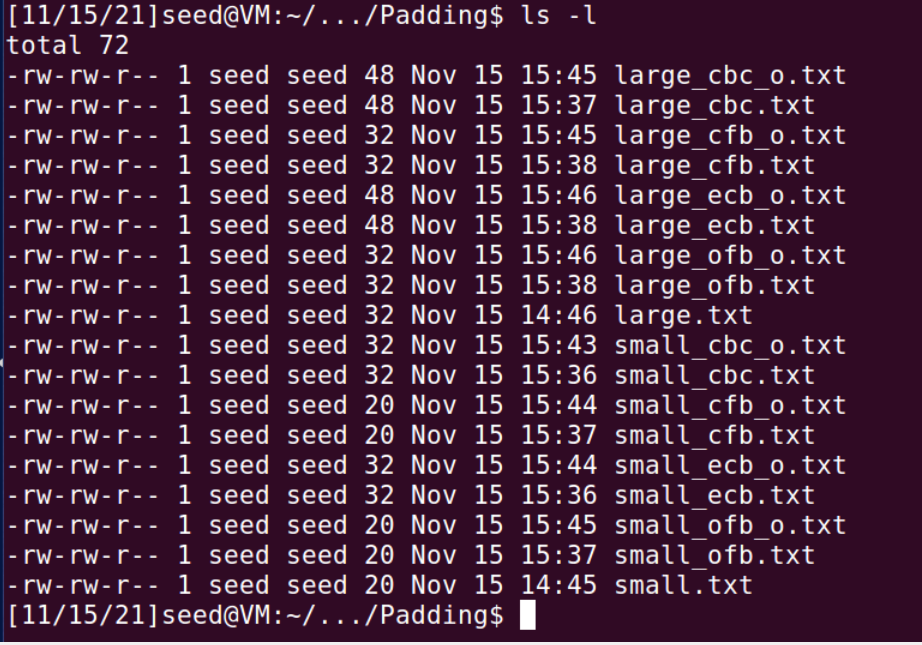 [11/15/21]seed@VM:~/.../Padding$ ls -l
total 72
-rw-rw-r-- 1 seed seed 48 Nov 15 15:45 large_cbc_o.txt
-rw-rw-r-- 1 seed seed 48 Nov 15 15:37 large_cbc.txt
-rw-rw-r-- 1 seed seed 32 Nov 15 15:45 large_cfb_o.txt
-rw-rw-r-- 1 seed seed 32 Nov 15 15:38 large_cfb.txt
-rw-rw-r-- 1 seed seed 48 Nov 15 15:46 large_ecb_o.txt
-rw-rw-r-- 1 seed seed 48 Nov 15 15:38 large_ecb.txt
-rw-rw-r-- 1 seed seed 32 Nov 15 15:46 large_ofb_o.txt
-rw-rw-r-- 1 seed seed 32 Nov 15 15:38 large_ofb.txt
-rw-rw-r-- 1 seed seed 32 Nov 15 14:46 large.txt
-rw-rw-r-- 1 seed seed 32 Nov 15 15:43 small_cbc_o.txt
-rw-rw-r-- 1 seed seed 32 Nov 15 15:36 small_cbc.txt
-rw-rw-r-- 1 seed seed 20 Nov 15 15:44 small_cfb_o.txt
-rw-rw-r-- 1 seed seed 20 Nov 15 15:37 small_cfb.txt
-rw-rw-r-- 1 seed seed 32 Nov 15 15:44 small_ecb_o.txt
-rw-rw-r-- 1 seed seed 32 Nov 15 15:36 small_ecb.txt
-rw-rw-r-- 1 seed seed 20 Nov 15 15:45 small_ofb_o.txt
-rw-rw-r-- 1 seed seed 20 Nov 15 15:37 small_ofb.txt
-rw-rw-r-- 1 seed seed 20 Nov 15 14:45 small.txt
[11/15/21]seed@VM:~/.../Padding$